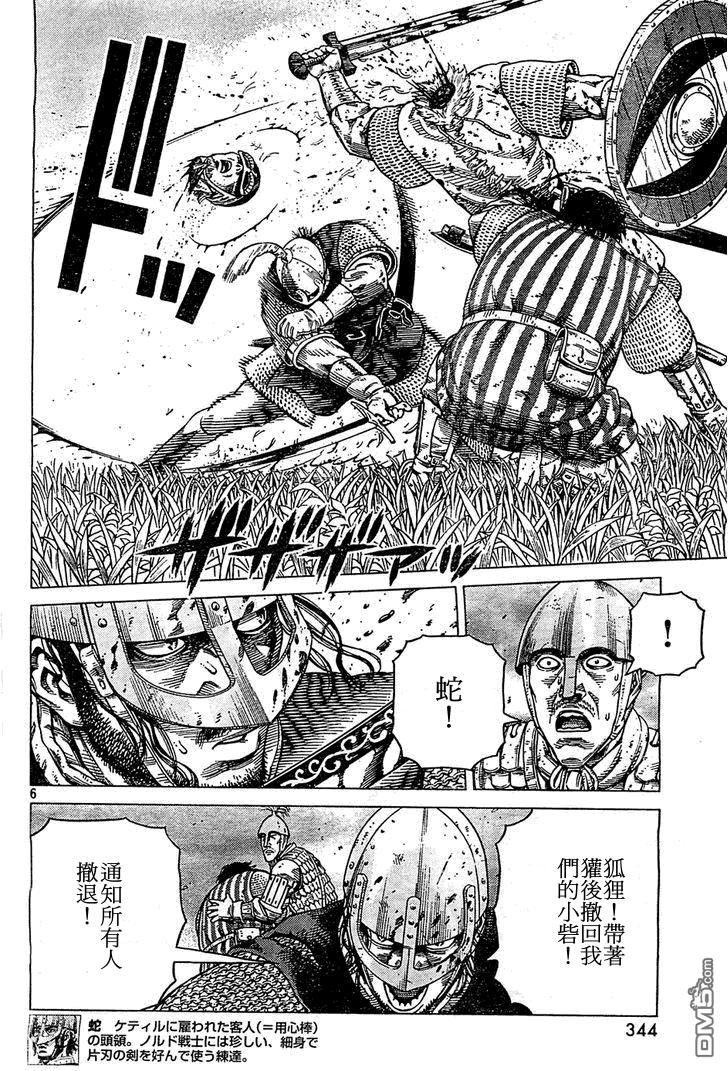 ドドッ
ザザザァッ
！
蛇！
6
狐狸！帶著
獾後撤回我
們的小砦！
通知所有人
撤退！
蛇 ケティルに雇われた客人(＝用心棒)
の頭領。ノルド戦士には珍しい、細身で
片刃の剣を好んで使う練達。
344
DM5.com